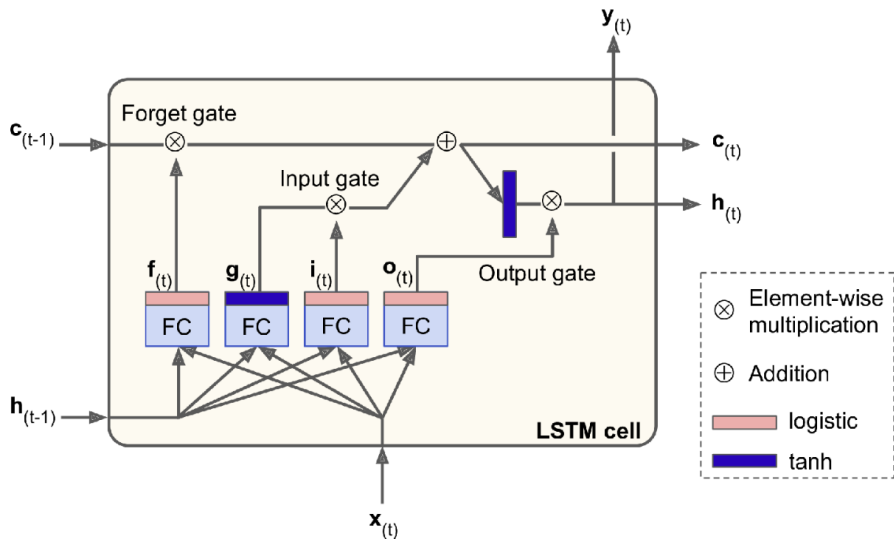 y(t)
Forget gate
c(t-1)
c(t)
Input gate
h(t)
f(t)
g(t)
i(t)
o(t)
Output gate
FC
FC
FC
FC
h(t-1)
LSTM cell
x(t)
Element-wise
multiplication
Addition
logistic
tanh